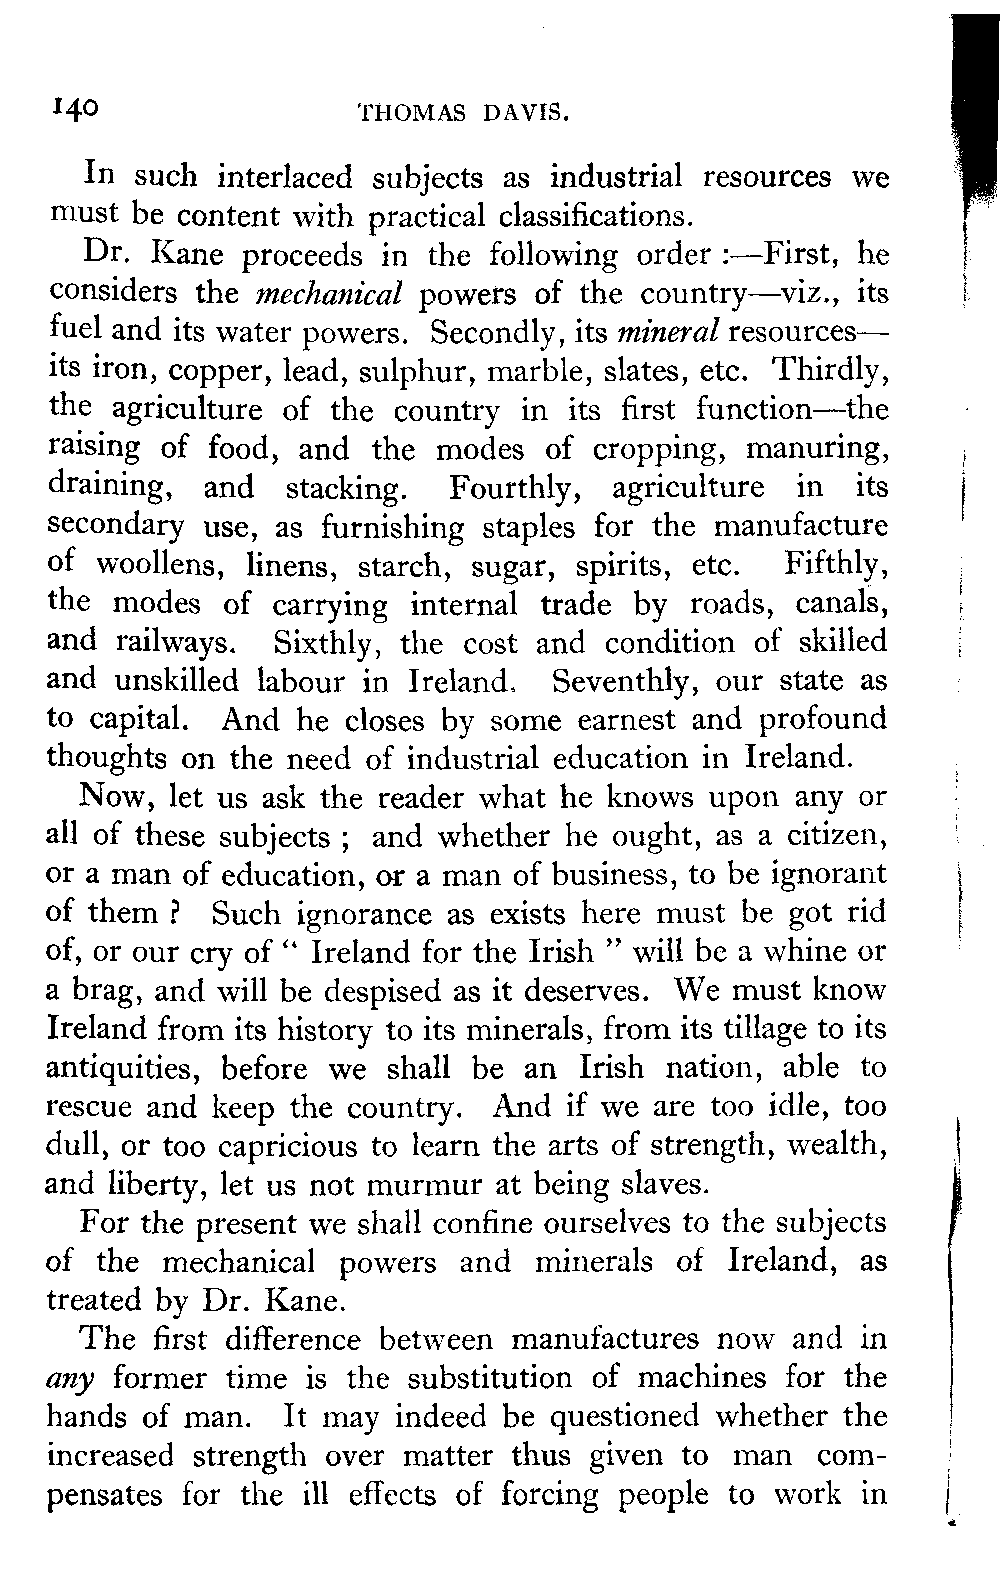 140 THOMAS DAVIS.
In such interlaced subjects as industrial resources we
must be content with practical classifications.
Dr. Kane proceeds in the following order :—First, he
considers the mechanical powers of the country—viz., its
fuel and its water powers. Secondly, its mineral resources—
its iron, copper, lead, sulphur, marble, slates, etc. Thirdly,
the agriculture of the country in its first function—the
raising of food, and the modes of cropping, manuring,
draining, and stacking. Fourthly, agriculture in its
secondary use, as furnishing staples for the manufacture
of woollens, linens, starch, sugar, spirits, etc. Fifthly,
the modes of carrying internal trade by roads, canals,
and railways. Sixthly, the cost and condition of skilled
and unskilled labour in Ireland. Seventhly, our state as
to capital. And he closes by some earnest and profound
thoughts on the need of industrial education in Ireland.
Now, let us ask the reader what he knows upon any or
all of these subjects ; and whether he ought, as a citizen,
or a man of education, or a man of business, to be ignorant
of them ? Such ignorance as exists here must be got rid
of, or our cry of “ Ireland for the Irish ” will be a whine or
a brag, and will be despised as it deserves. We must know
Ireland from its history to its minerals, from its tillage to its
antiquities, before we shall be an Irish nation, able to
rescue and keep the country. And if we are too idle, too
dull, or too capricious to learn the arts of strength, wealth,
and liberty, let us not murmur at being slaves.
For the present we shall confine ourselves to the subjects
of the mechanical powers and minerals of Ireland, as
treated by Dr. Kane.
The first difference between manufactures now and in
any former time is the substitution of machines for the
hands of man. It may indeed be questioned whether the
increased strength over matter thus given to man com-
pensates for the ill effects of forcing people to work in